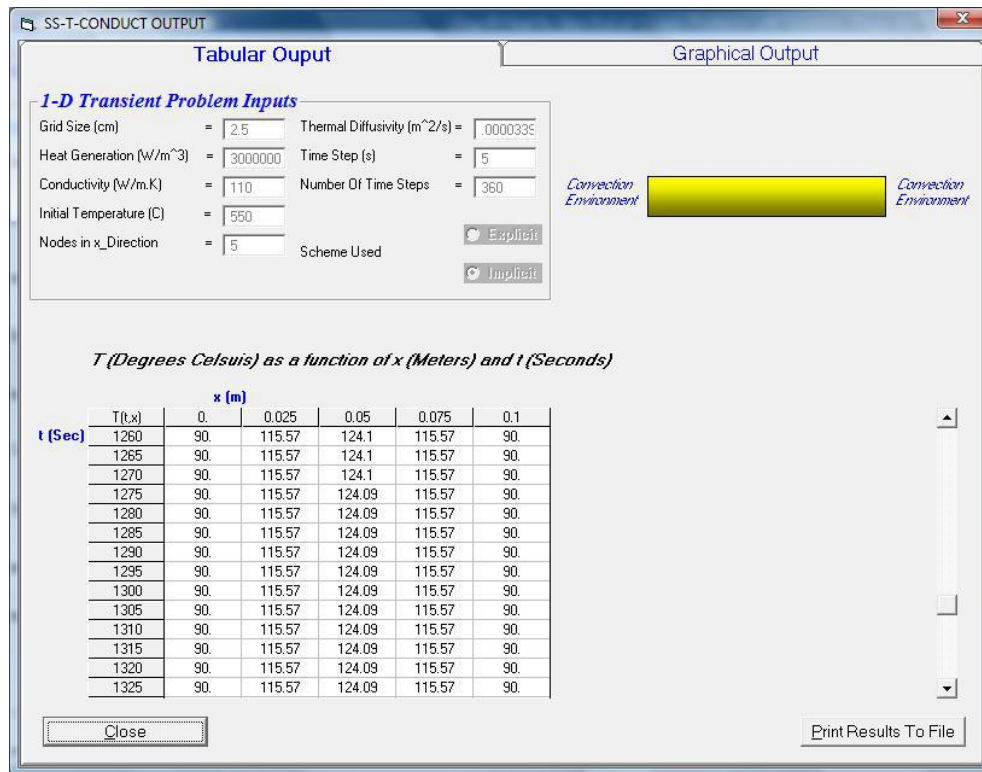 SS-T-CONDUCT OUTPUT
Tabular Ouput
Graphical Output
1-D Transient Problem Inputs
Grid Size (cm) = 2.5
Thermal Diffusivity (m^2/s) = .0000339
Heat Generation (W/m^3) = 3000000
Time Step (s) = 5
Conductivity (W/m.K) = 110
Number Of Time Steps = 360
Initial Temperature (C) = 550
Nodes in x_Direction = 5
Scheme Used
Explicit
Implicit
Convection Environment
Convection Environment
T (Degrees Celsuis) as a function of x (Meters) and t (Seconds)
x (m)
T(t,x) 0. 0.025 0.05 0.075 0.1
t (Sec) 1260 90. 115.57 124.1 115.57 90.
1265 90. 115.57 124.1 115.57 90.
1270 90. 115.57 124.1 115.57 90.
1275 90. 115.57 124.09 115.57 90.
1280 90. 115.57 124.09 115.57 90.
1285 90. 115.57 124.09 115.57 90.
1290 90. 115.57 124.09 115.57 90.
1295 90. 115.57 124.09 115.57 90.
1300 90. 115.57 124.09 115.57 90.
1305 90. 115.57 124.09 115.57 90.
1310 90. 115.57 124.09 115.57 90.
1315 90. 115.57 124.09 115.57 90.
1320 90. 115.57 124.09 115.57 90.
1325 90. 115.57 124.09 115.57 90.
Close
Print Results To File